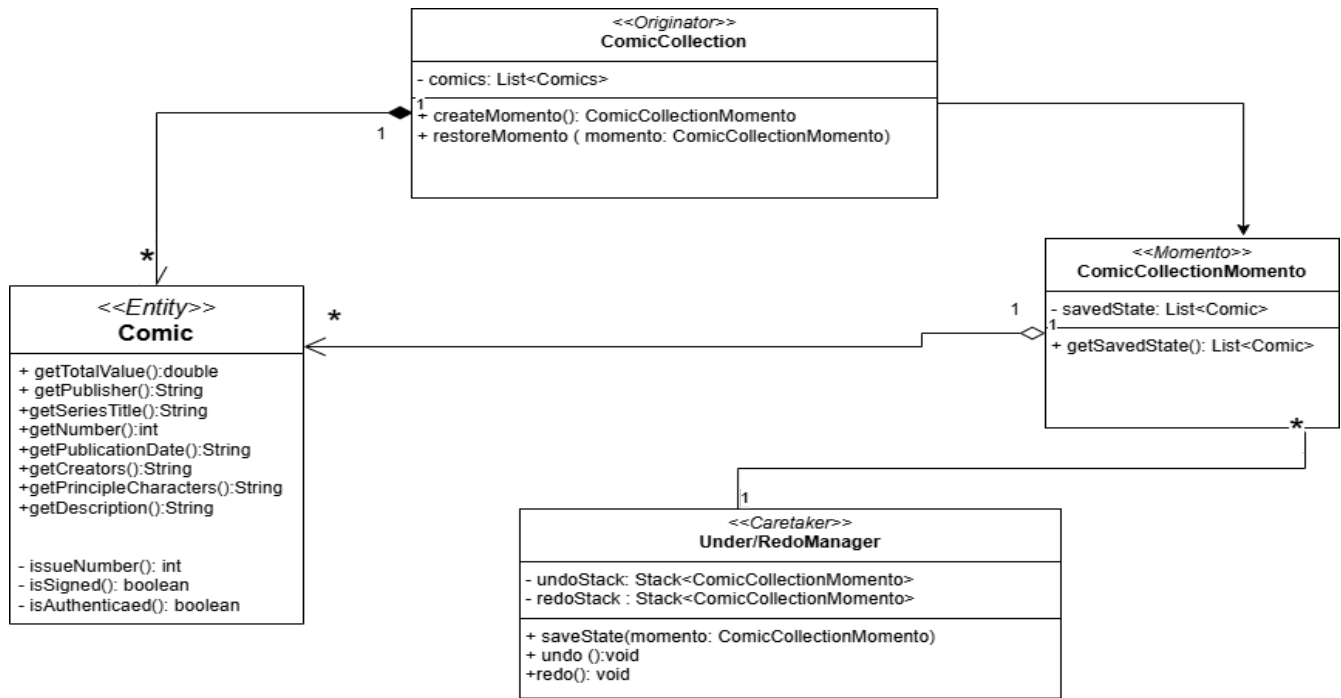 <<Originator>>
ComicCollection
- comics: List<Comics>
1
+ createMomento(): ComicCollectionMomento
1
+ restoreMomento ( momento: ComicCollectionMomento)
*
<<Momento>>
ComicCollectionMomento
- savedState: List<Comic>
1
1
+ getSavedState(): List<Comic>
*
<<Entity>>
Comic
+ getTotalValue():double
+ getPublisher():String
+getSeriesTitle():String
+getNumber():int
+getPublicationDate():String
+getCreators():String
+getPrincipleCharacters():String
+getDescription():String
- issueNumber(): int
- isSigned(): boolean
- isAuthenticaed(): boolean
*
1
<<Caretaker>>
Under/RedoManager
- undoStack: Stack<ComicCollectionMomento>
- redoStack : Stack<ComicCollectionMomento>
+ saveState(momento: ComicCollectionMomento)
+ undo ():void
+redo(): void